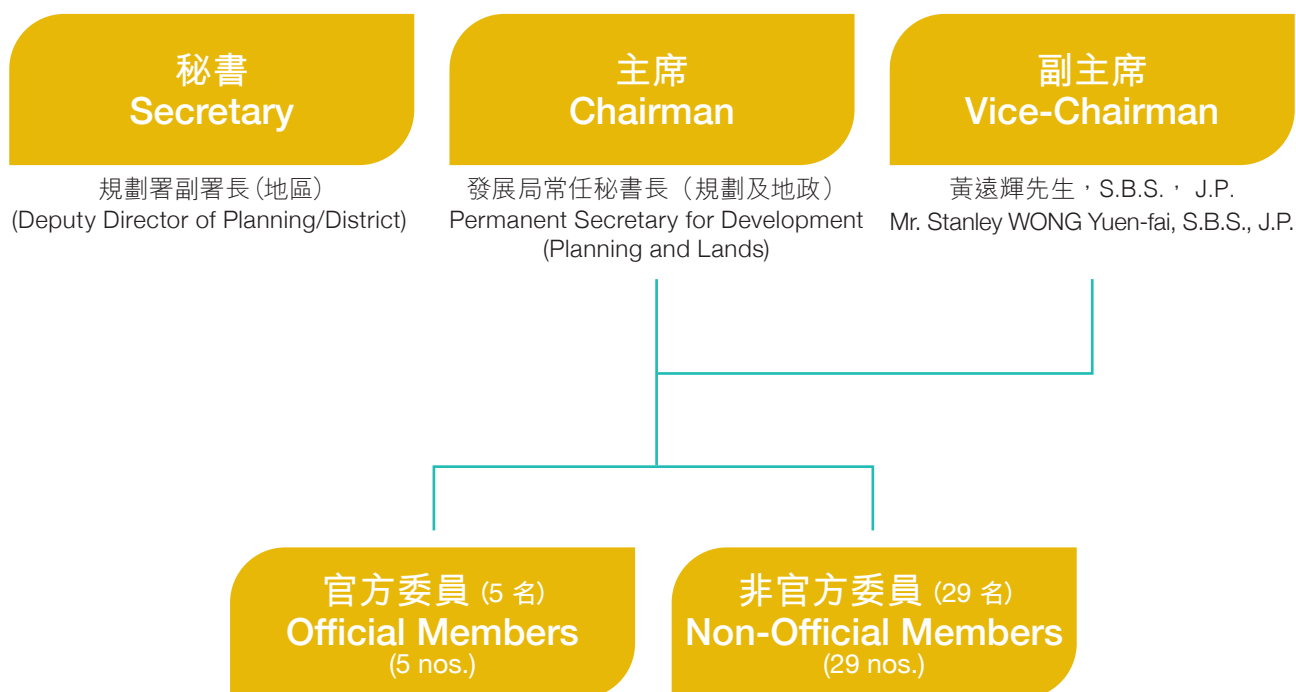 秘書
Secretary
規劃署副署長(地區)
(Deputy Director of Planning/District)
主席
Chairman
發展局常任秘書長（規劃及地政）
Permanent Secretary for Development
(Planning and Lands)
副主席
Vice-Chairman
黃遠輝先生，S.B.S.， J.P.
Mr. Stanley WONG Yuen-fai, S.B.S., J.P.
官方委員 (5 名)
Official Members
(5 nos.)
非官方委員 (29 名)
Non-Official Members
(29 nos.)